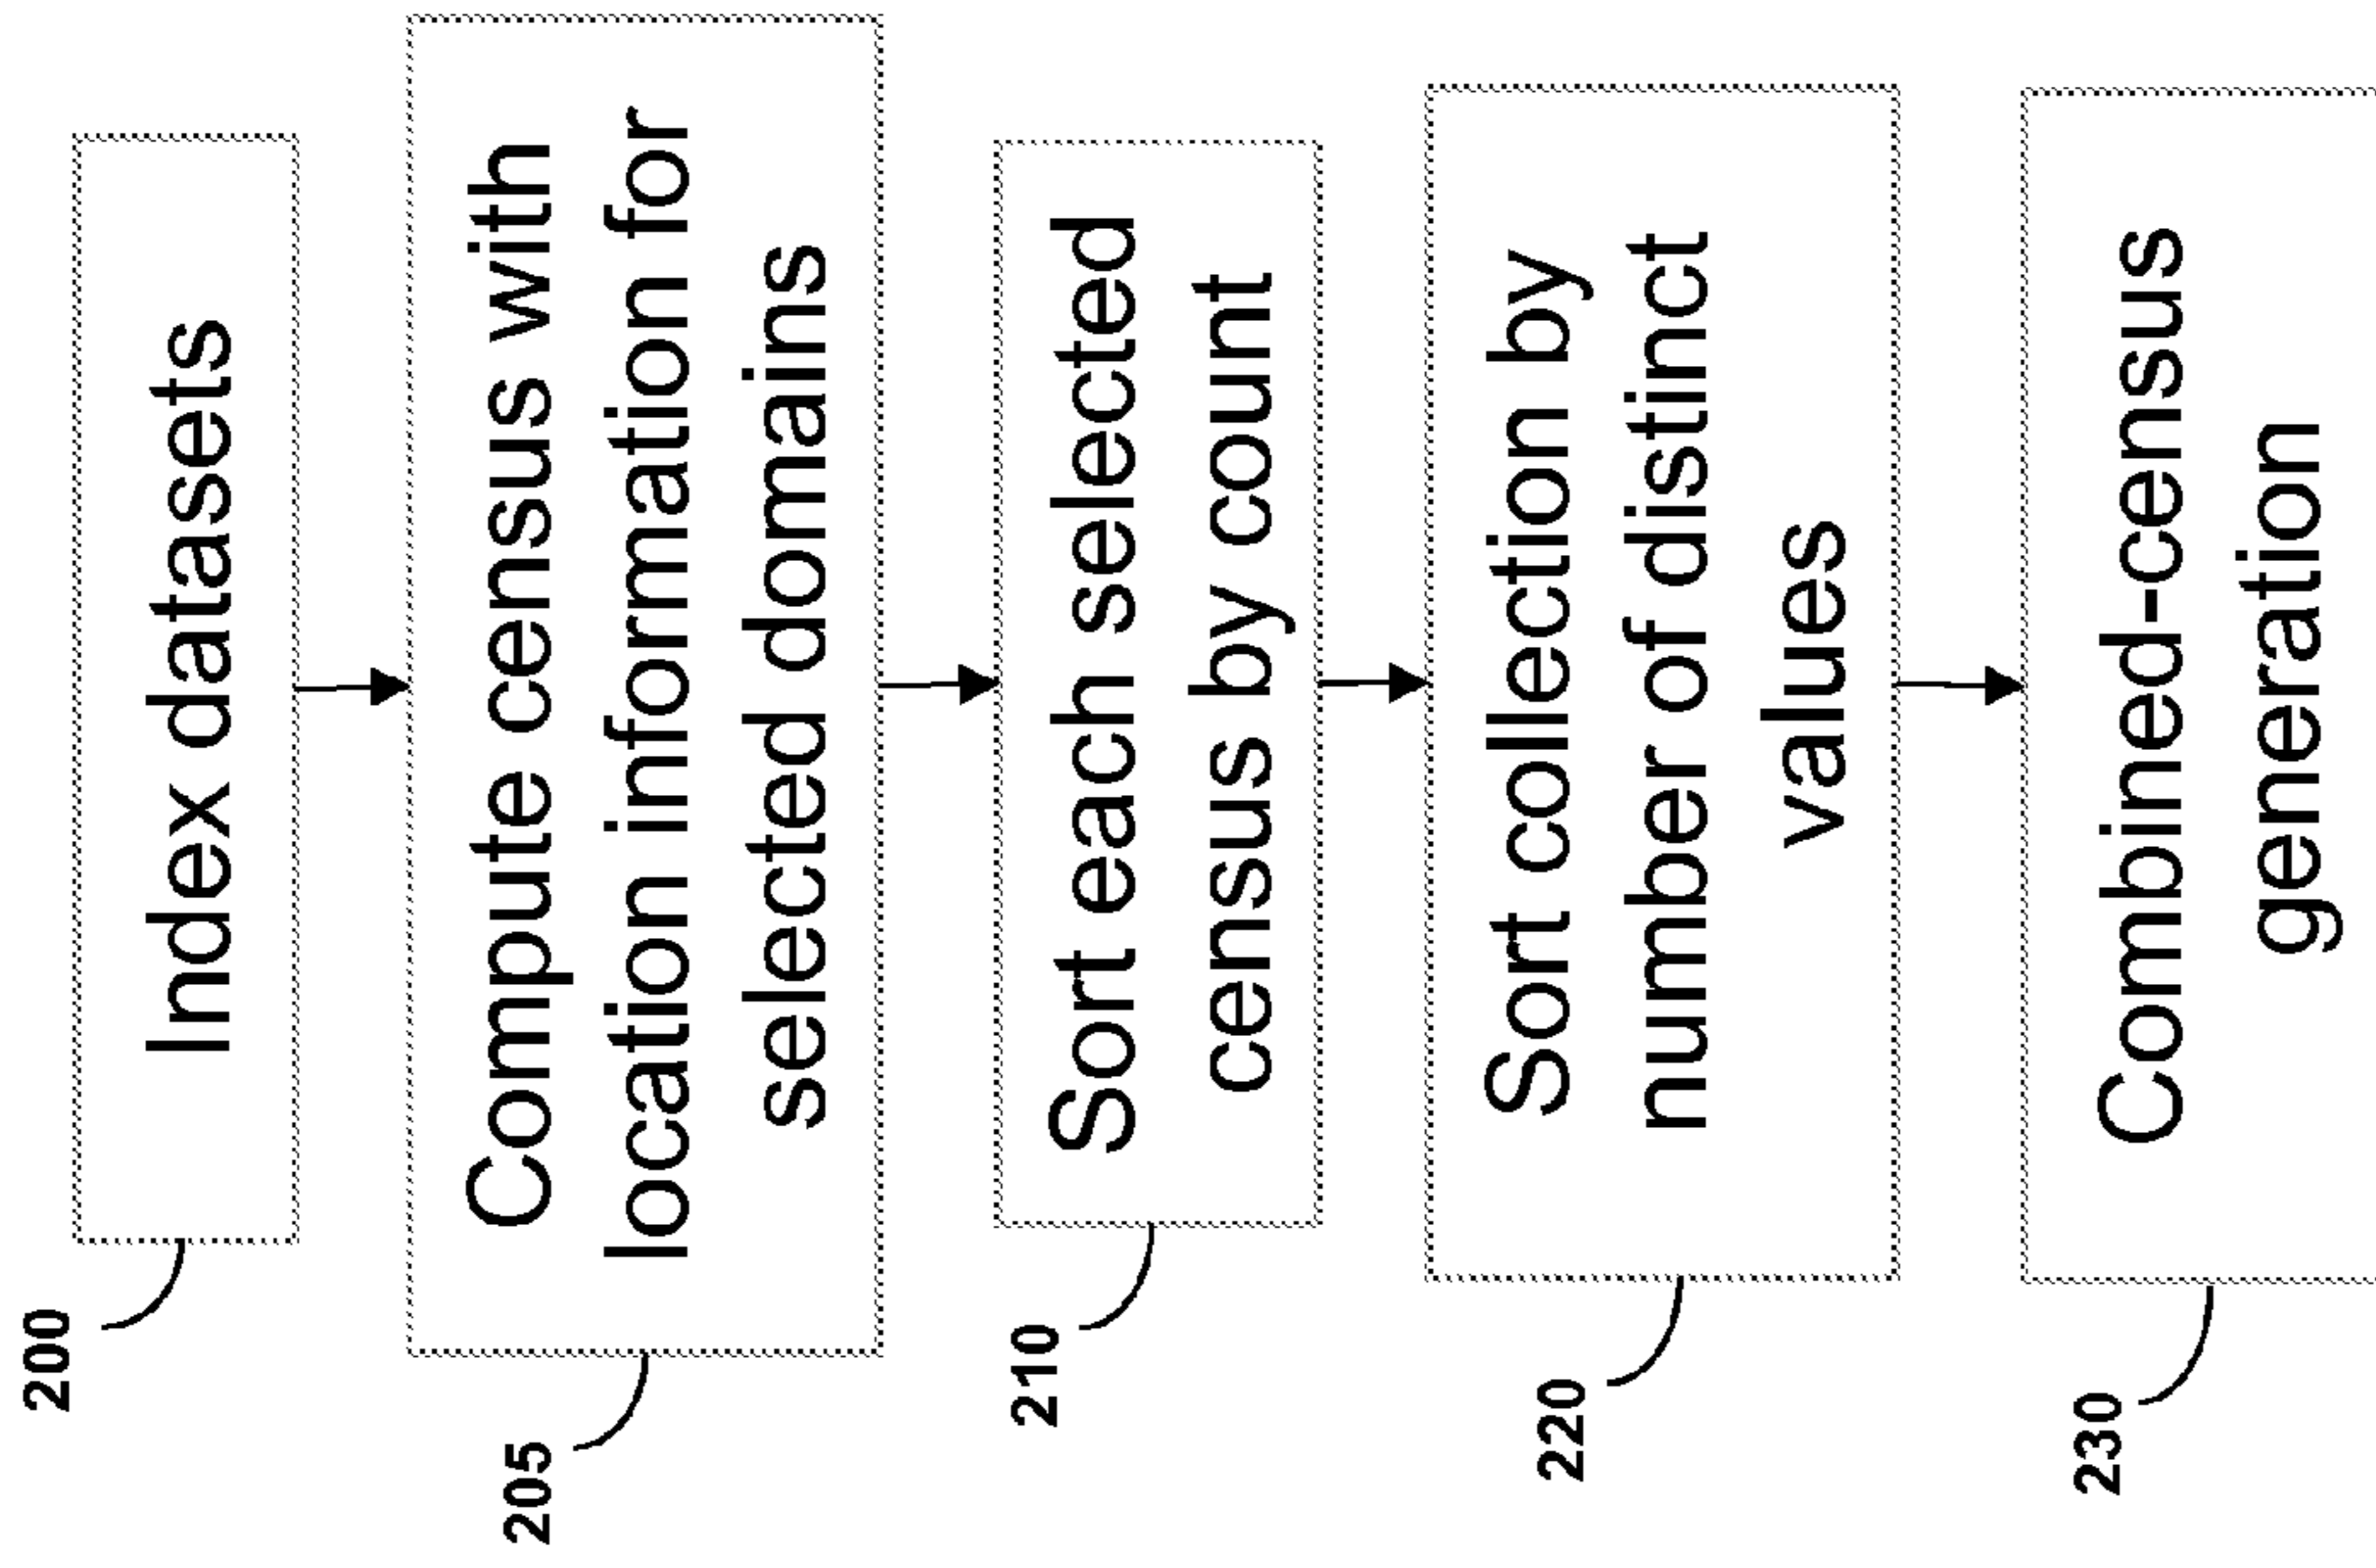 200
Index datasets
205
Compute census with
location information for
selected domains
210
Sort each selected
census by count
220
Sort collection by
number of distinct
values
230
Combined-census
generation